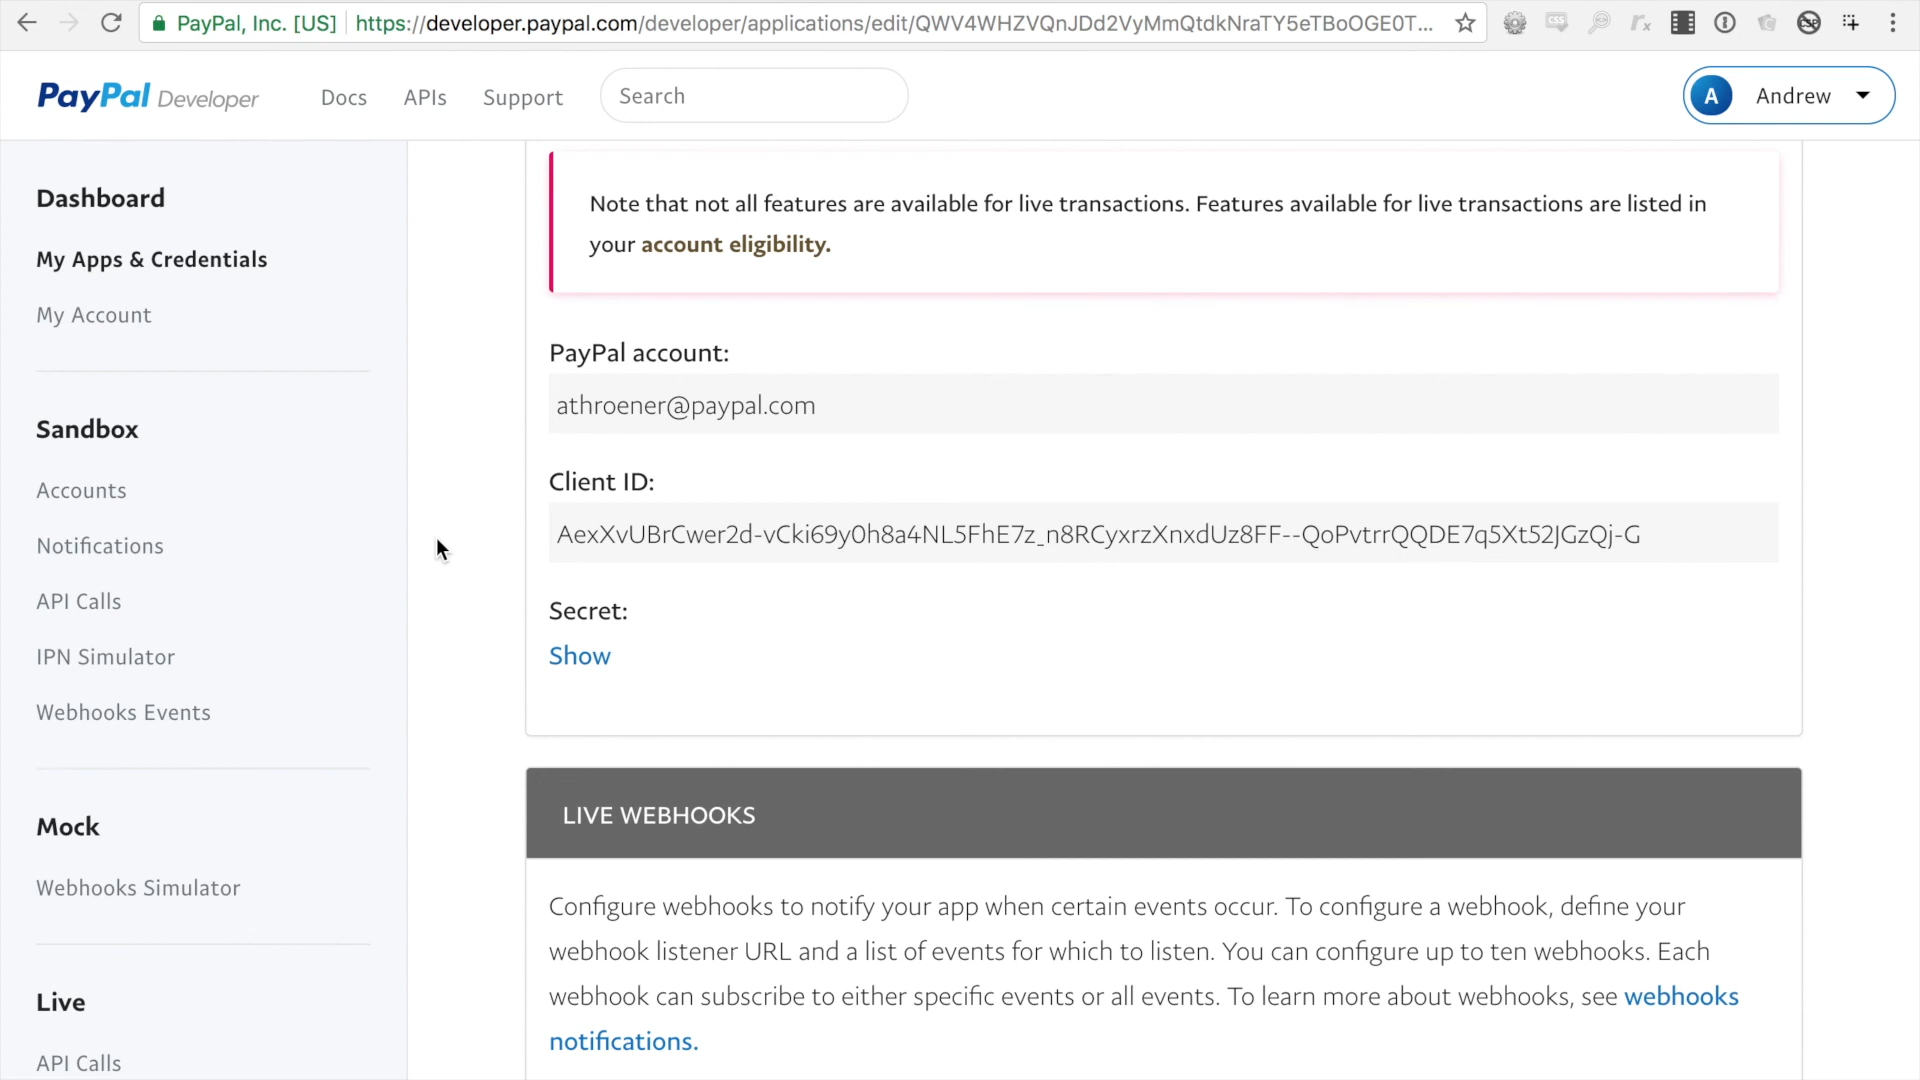 PayPal, Inc. [US] https://developer.paypal.com/developer/applications/edit/QWV4WHZVQnJDd2VyMmQtdkNraTY5eTBoOGE0T...
PayPal Developer Docs APIs Support Search A Andrew
Dashboard
My Apps & Credentials
My Account
Sandbox
Accounts
Notifications
API Calls
IPN Simulator
Webhooks Events
Mock
Webhooks Simulator
Live
API Calls
Note that not all features are available for live transactions. Features available for live transactions are listed in
your account eligibility.
PayPal account:
athroener@paypal.com
Client ID:
AexXvUBrCwer2d-vCki69y0h8a4NL5FhE7z_n8RCyxrzXnxdUz8FF--QoPvtrrQQDE7q5Xt52JGzQj-G
Secret:
Show
LIVE WEBHOOKS
Configure webhooks to notify your app when certain events occur. To configure a webhook, define your
webhook listener URL and a list of events for which to listen. You can configure up to ten webhooks. Each
webhook can subscribe to either specific events or all events. To learn more about webhooks, see webhooks
notifications.